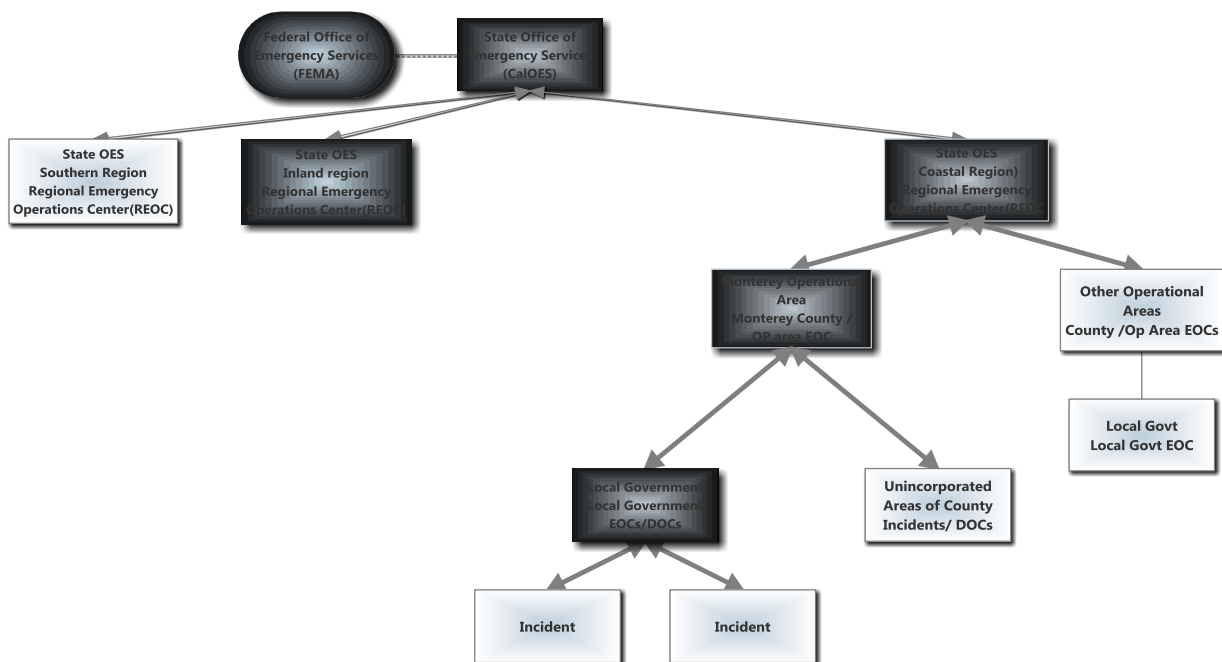 Federal Office of
Emergency Services
(FEMA)
State Office of
Emergency Service
(CalOES)
State OES
Southern Region
Regional Emergency
Operations Center(REOC)
State OES
Inland region
Regional Emergency
Operations Center(REOC)
State OES
Coastal Region)
Regional Emergency
Operations Center(REOC
Monterey Operational
Area
Monterey County /
OP area EOC
Other Operational
Areas
County /Op Area EOCs
Local Govt
Local Govt EOC
Local Government
Local Government
EOCs/DOCs
Unincorporated
Areas of County
Incidents/ DOCs
Incident
Incident